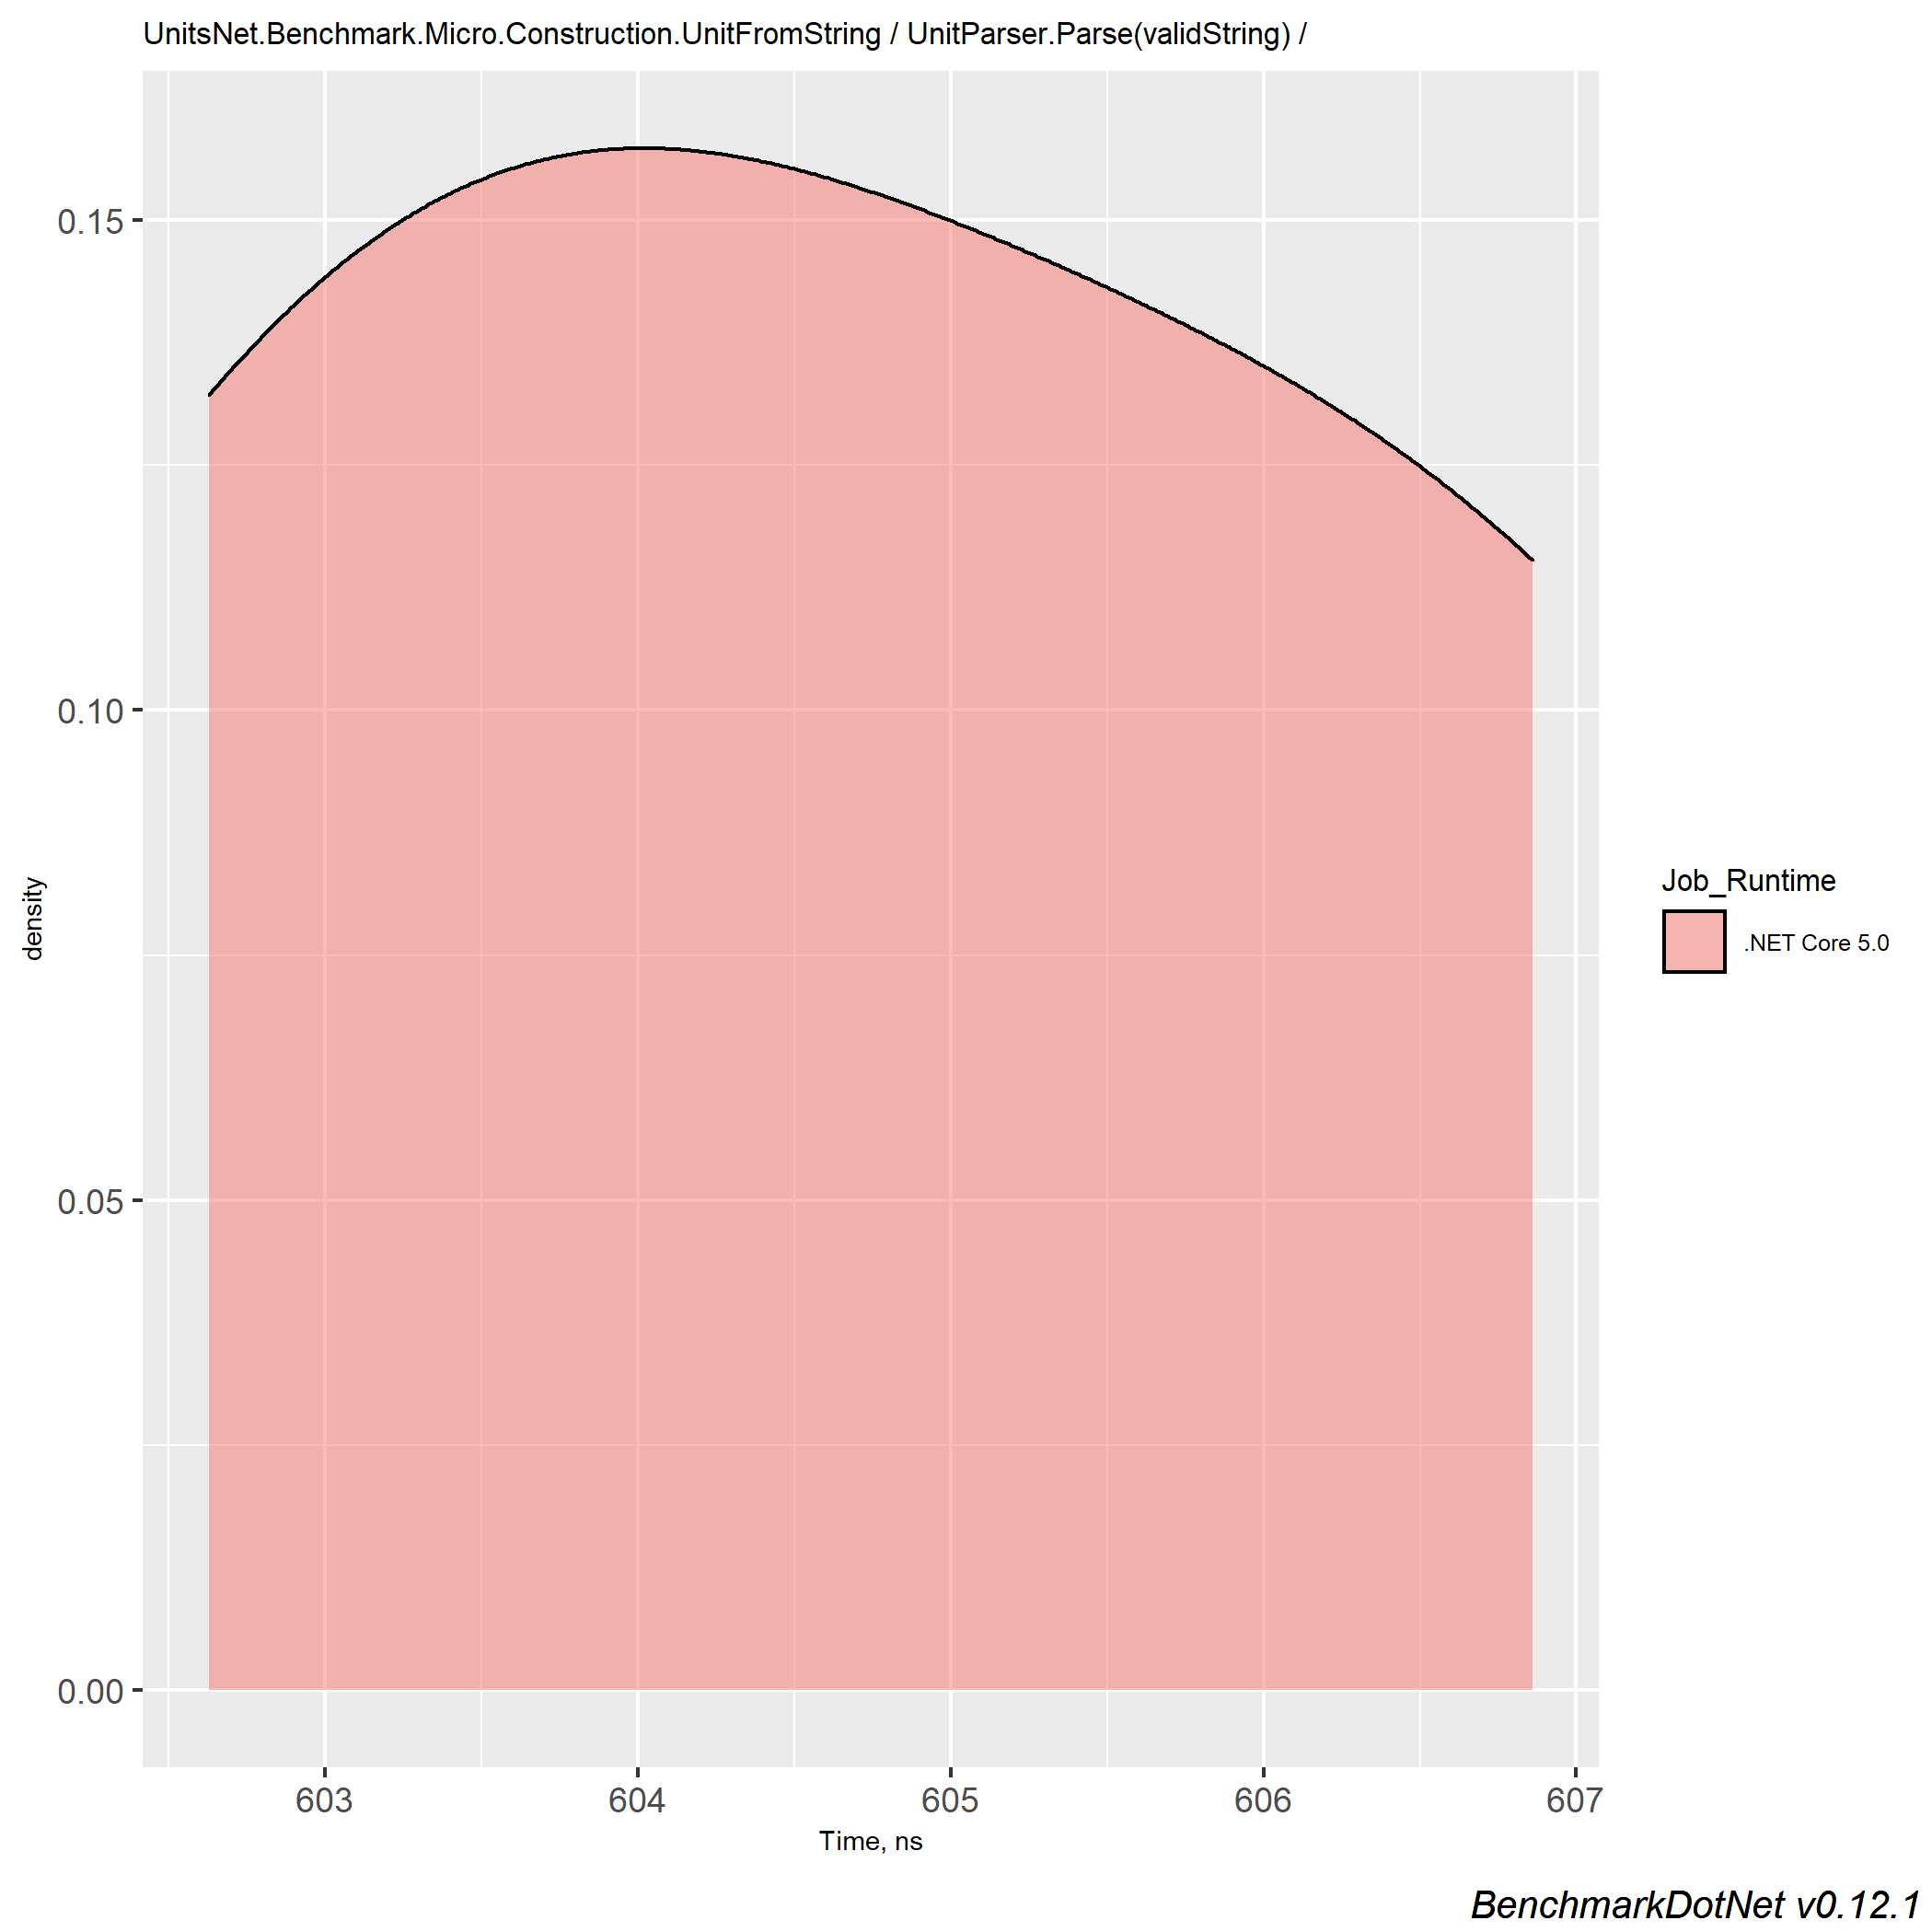 UnitsNet.Benchmark.Micro.Construction.UnitFromString / UnitParser.Parse(validString) /
0.15
0.10
0.05
0.00
density
603 604 605 606 607
Time, ns
Job_Runtime
.NET Core 5.0
BenchmarkDotNet v0.12.1